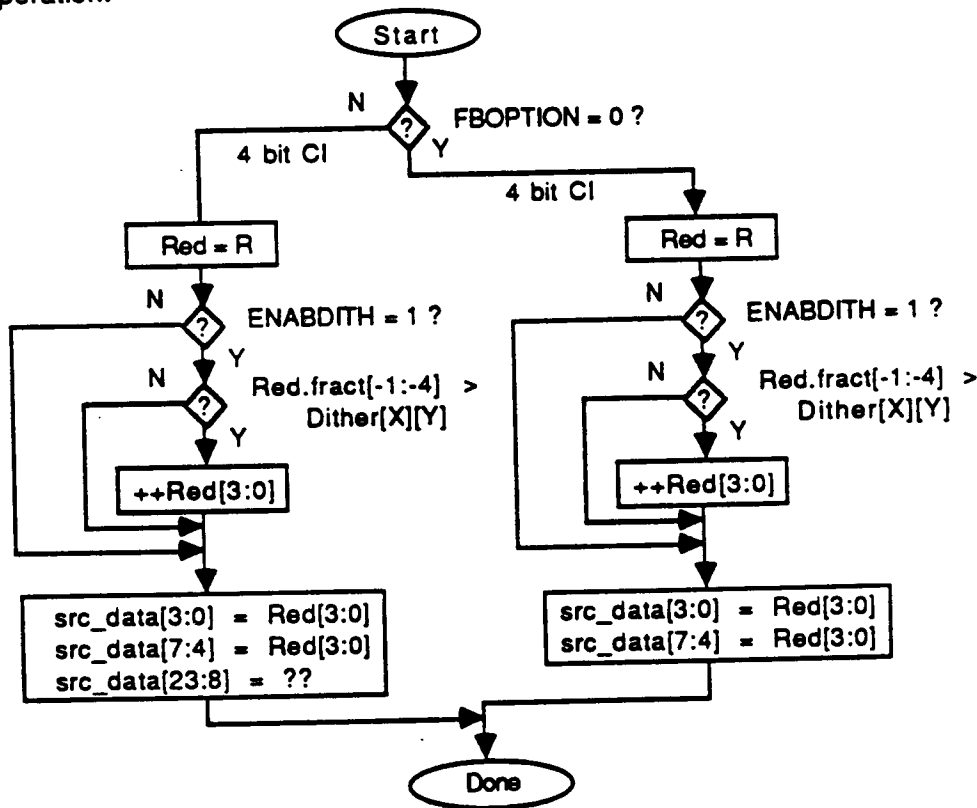 peration.
Start
N
?
FBOPTION = 0 ?
Y
4 bit CI
4 bit CI
Red = R
Red = R
N
?
ENABDITH = 1 ?
Y
N
?
ENABDITH = 1 ?
Y
N
?
Red.fract[-1:-4] >
Dither[X][Y]
Y
N
?
Red.fract[-1:-4] >
Dither[X][Y]
Y
++Red[3:0]
++Red[3:0]
src_data[3:0] = Red[3:0]
src_data[7:4] = Red[3:0]
src_data[23:8] = ??
src_data[3:0] = Red[3:0]
src_data[7:4] = Red[3:0]
Done